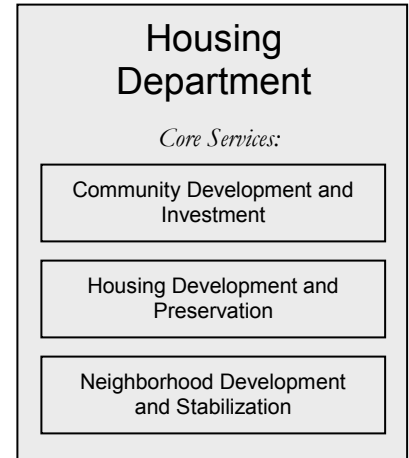 Housing
Department
Core Services:
Community Development and
Investment
Housing Development and
Preservation
Neighborhood Development
and Stabilization